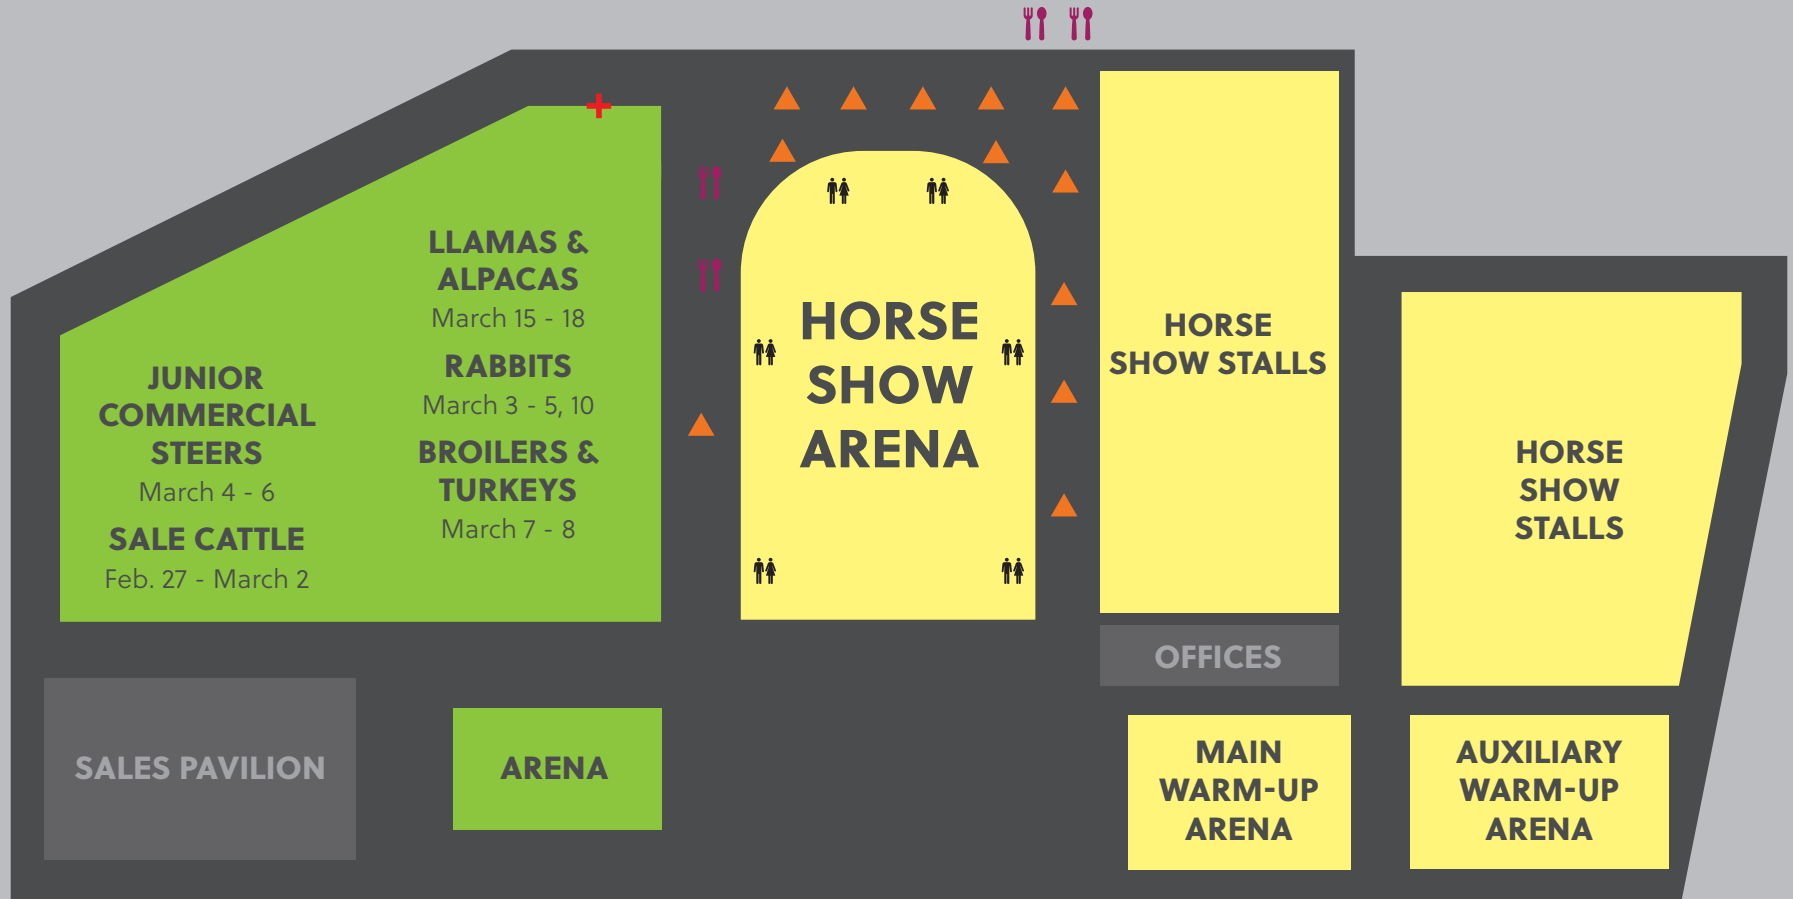 LLAMAS &
ALPACAS
March 15 - 18
RABBITS
March 3 - 5, 10
BROILERS &
TURKEYS
March 7 - 8
JUNIOR
COMMERCIAL
STEERS
March 4 - 6
SALE CATTLE
Feb. 27 - March 2
HORSE
SHOW
ARENA
HORSE
SHOW STALLS
HORSE
SHOW
STALLS
OFFICES
SALES PAVILION
ARENA
MAIN
WARM-UP
ARENA
AUXILIARY
WARM-UP
ARENA